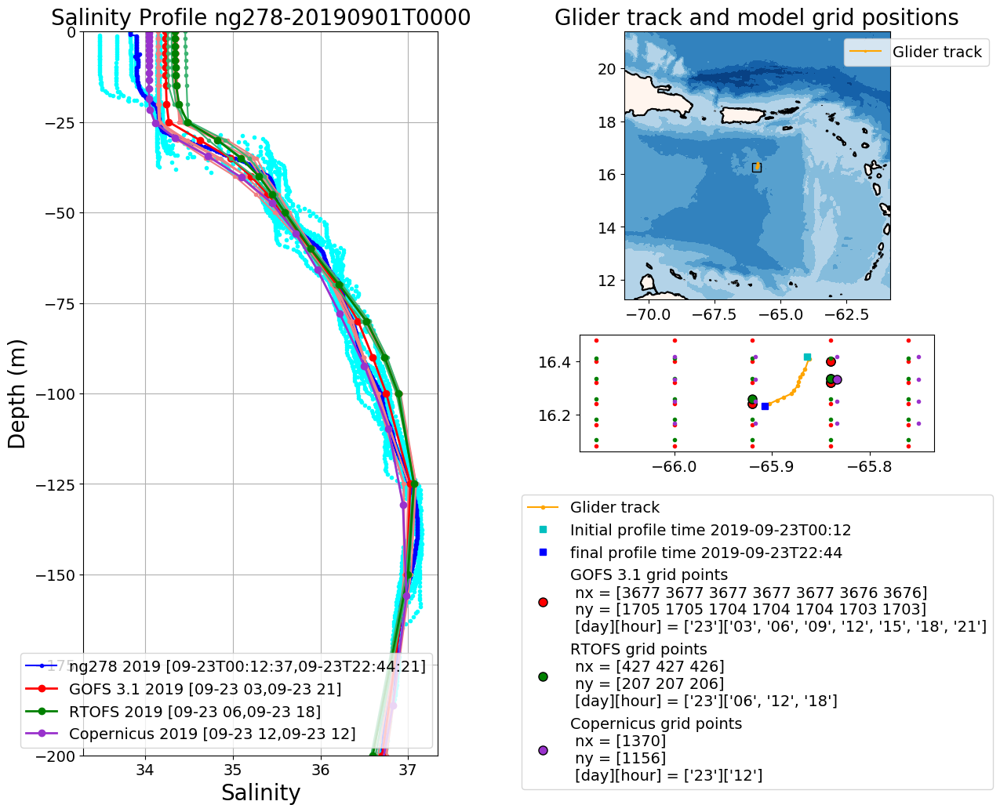 Salinity Profile ng278-20190901T0000
Glider track and model grid positions
0
−25
−50
−75
−100
−125
−150
−175
−200
Depth (m)
34
35
36
37
Salinity
ng278 2019 [09-23T00:12:37,09-23T22:44:21]
GOFS 3.1 2019 [09-23 03,09-23 21]
RTOFS 2019 [09-23 06,09-23 18]
Copernicus 2019 [09-23 12,09-23 12]
Glider track
20
18
16
14
12
−70.0
−67.5
−65.0
−62.5
16.4
16.2
−66.0
−65.9
−65.8
Glider track
Initial profile time 2019-09-23T00:12
final profile time 2019-09-23T22:44
GOFS 3.1 grid points
nx = [3677 3677 3677 3677 3677 3676 3676]
ny = [1705 1705 1704 1704 1704 1703 1703]
[day][hour] = ['23']['03', '06', '09', '12', '15', '18', '21']
RTOFS grid points
nx = [427 427 426]
ny = [207 207 206]
[day][hour] = ['23']['06', '12', '18']
Copernicus grid points
nx = [1370]
ny = [1156]
[day][hour] = ['23']['12']